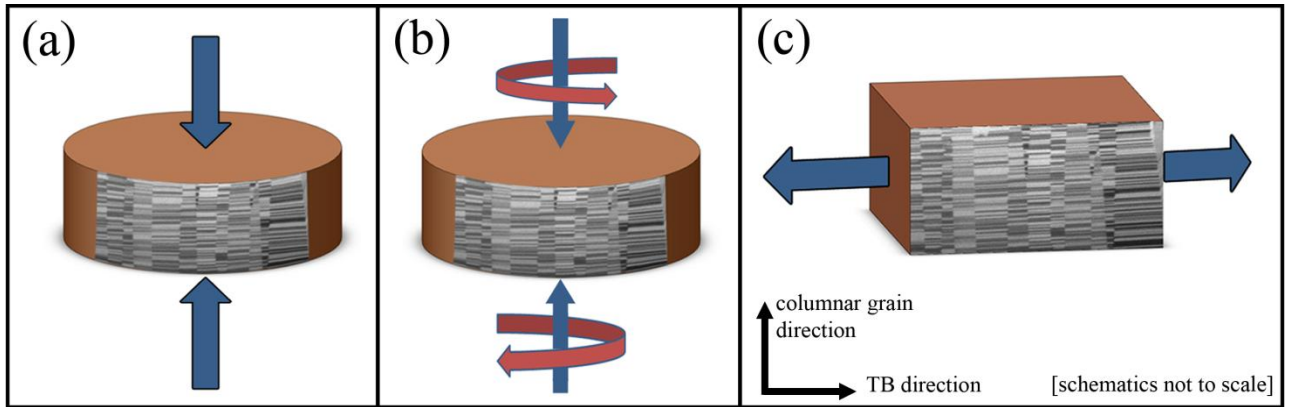 (a)
(b)
(c)
columnar grain
direction
TB direction
[schematics not to scale]